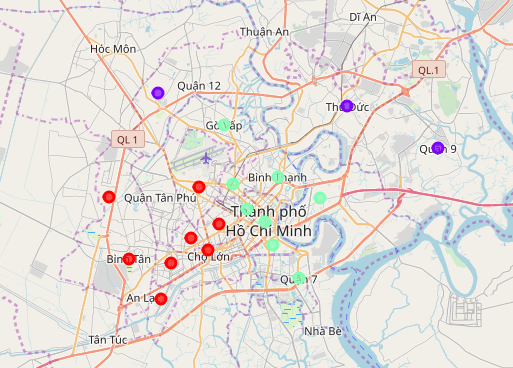 Dĩ An
Thuận An
Hóc Môn
QL.1
Quận 12
Thủ Đức
Gò Vấp
QL 1
Quận 9
Bình Thạnh
Quận Tân Phú
Thành phố
Hồ Chí Minh
Bình Tân
Chợ Lớn
Quận 7
An Lạc
Nhà Bè
Tân Túc